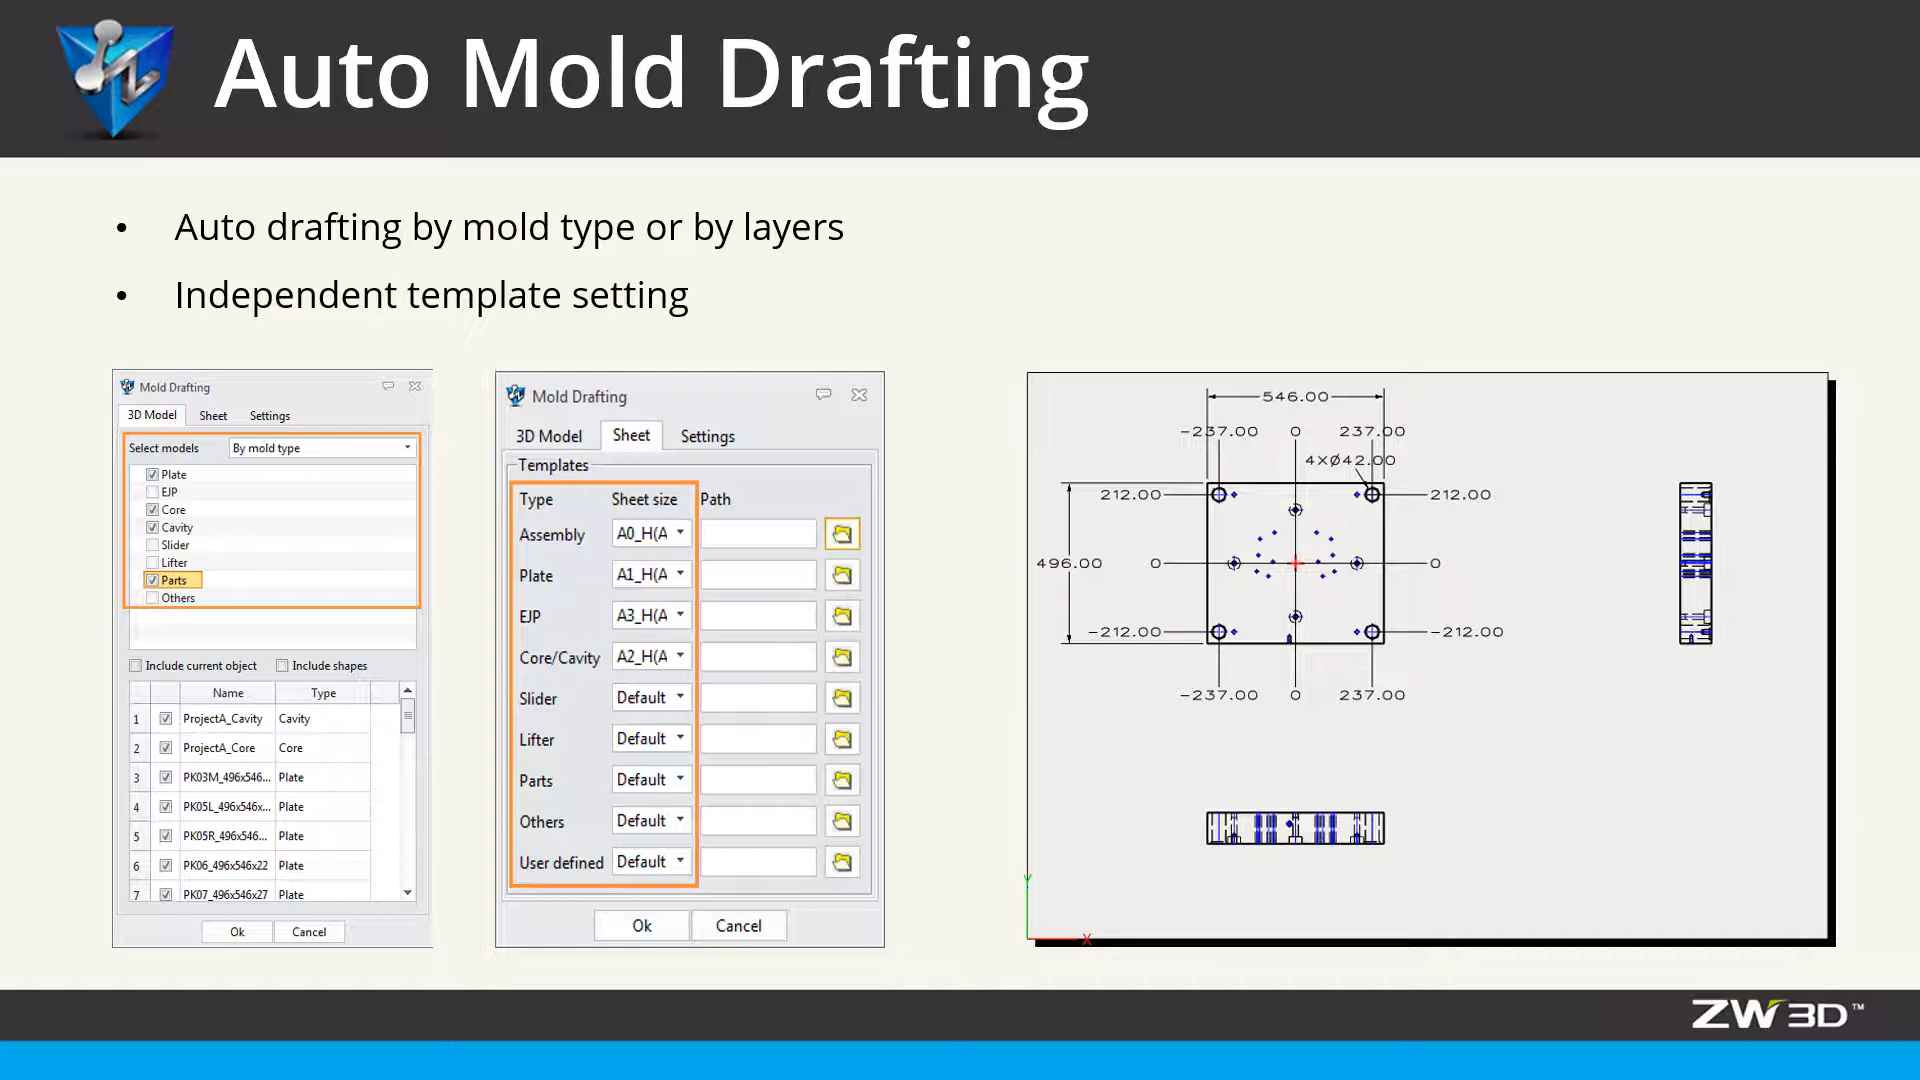 Auto Mold Drafting
• Auto drafting by mold type or by layers
• Independent template setting
Mold Drafting
3D Model Sheet Settings
Select models By mold type
Plate
EJP
Core
Cavity
Slider
Lifter
Parts
Others
Include current object Include shapes
Name Type
1 ProjectA_Cavity Cavity
2 ProjectA_Core Core
3 PK03M_496x546... Plate
4 PK05L_496x546x... Plate
5 PK05R_496x546... Plate
6 PK06_496x546x22 Plate
7 PK07_496x546x27 Plate
Ok Cancel
Mold Drafting
3D Model Sheet Settings
Templates
Type Sheet size Path
Assembly A0_H(A
Plate A1_H(A
EJP A3_H(A
Core/Cavity A2_H(A
Slider Default
Lifter Default
Parts Default
Others Default
User defined Default
Ok Cancel
546.00
-237.00 0 237.00
4XØ42.00
212.00 212.00
496.00 0 0
-212.00 -212.00
-237.00 0 237.00
Y
X
ZW3D™